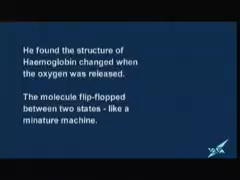 He found the structure of
Haemoglobin changed when
the oxygen was released.
The molecule flip-flopped
between two states - like a
minature machine.